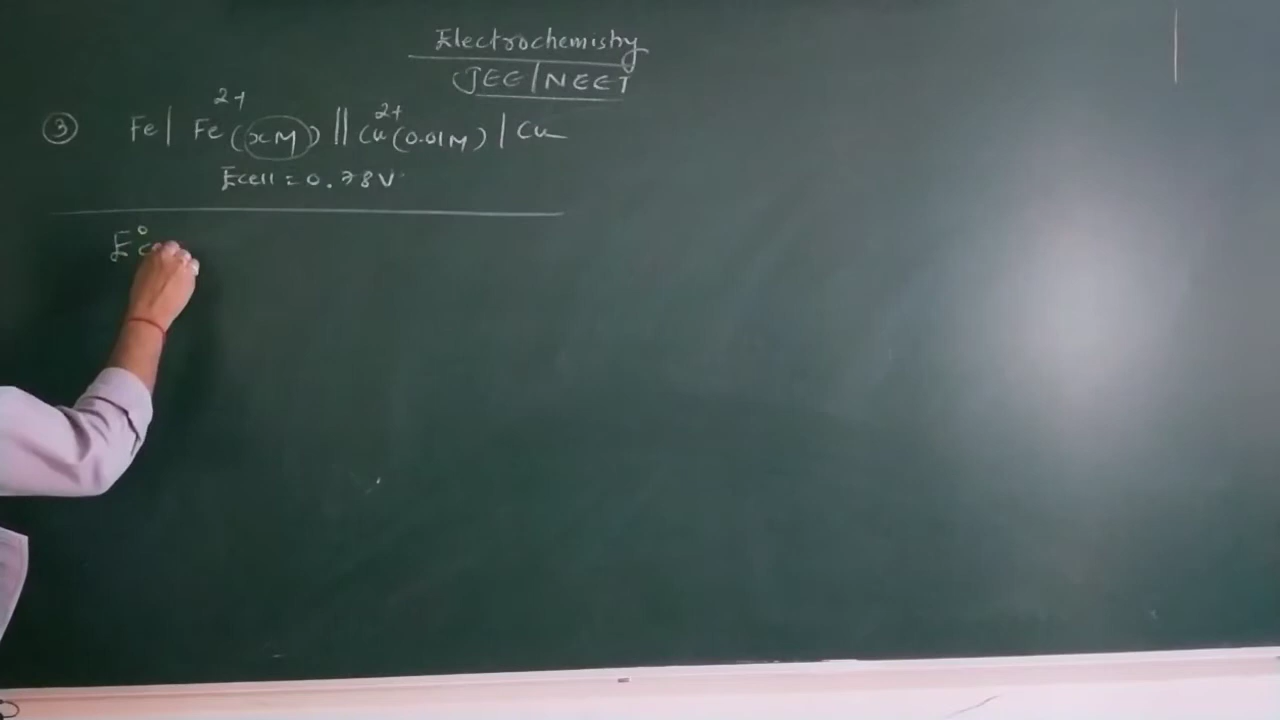 Electrochemistry
JEE/NEET
③ Fe | Fe²⁺(xM) || Cu²⁺(0.01M) | Cu
Ecell = 0.78V
E°